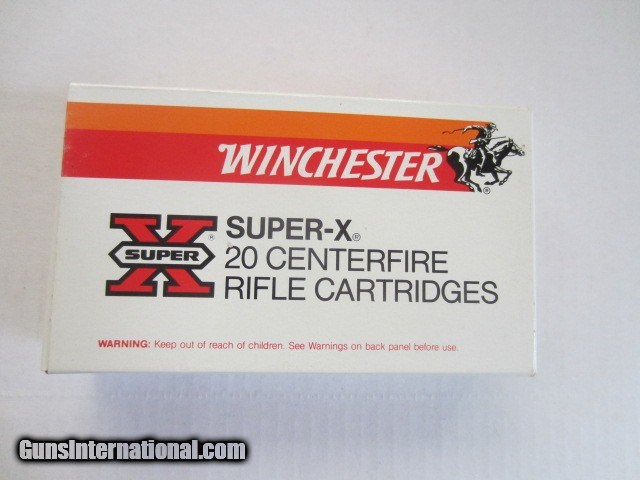 WINCHESTER
®
X
SUPER
®
SUPER-X®
20 CENTERFIRE
RIFLE CARTRIDGES
WARNING: Keep out of reach of children. See Warnings on back panel before use.
GunsInternational.com